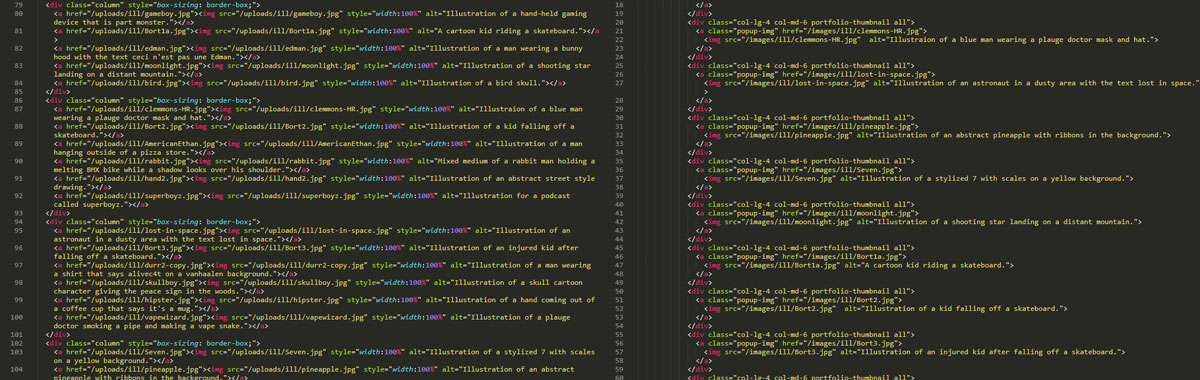 79 <div class="column" style="box-sizing: border-box;">
80 <a href="/uploads/ill/gameboy.jpg"><img src="/uploads/ill/gameboy.jpg" style="width:100%" alt="Illustration of a hand-held gaming
device that is part monster."></a>
81 <a href="/uploads/ill/Bort1a.jpg"><img src="/uploads/ill/Bort1a.jpg" style="width:100%" alt="A cartoon kid riding a skateboard."></a
>
82 <a href="/uploads/ill/edman.jpg"><img src="/uploads/ill/edman.jpg" style="width:100%" alt="Illustration of a man wearing a bunny
hood with the text ceci n'est pas une Edman."></a>
83 <a href="/uploads/ill/moonlight.jpg"><img src="/uploads/ill/moonlight.jpg" style="width:100%" alt="Illustration of a shooting star
landing on a distant mountain."></a>
84 <a href="/uploads/ill/bird.jpg"><img src="/uploads/ill/bird.jpg" style="width:100%" alt="Illustration of a bird skull."></a>
85 </div>
86 <div class="column" style="box-sizing: border-box;">
87 <a href="/uploads/ill/clemmons-HR.jpg"><img src="/uploads/ill/clemmons-HR.jpg" style="width:100%" alt="Illustraion of a blue man
wearing a plauge doctor mask and hat."></a>
88 <a href="/uploads/ill/Bort2.jpg"><img src="/uploads/ill/Bort2.jpg" style="width:100%" alt="Illustration of a kid falling off a
skateboard."></a>
89 <a href="/uploads/ill/AmericanEthan.jpg"><img src="/uploads/ill/AmericanEthan.jpg" style="width:100%" alt="Illustration of a man
hanging outside of a pizza store."></a>
90 <a href="/uploads/ill/rabbit.jpg"><img src="/uploads/ill/rabbit.jpg" style="width:100%" alt="Mixed medium of a rabbit man holding a
melting BMX bike while a shadow looks over his shoulder."></a>
91 <a href="/uploads/ill/hand2.jpg"><img src="/uploads/ill/hand2.jpg" style="width:100%" alt="Illustration of an abstract street style
drawing."></a>
92 <a href="/uploads/ill/superboyz.jpg"><img src="/uploads/ill/superboyz.jpg" style="width:100%" alt="Illustration for a podcast
called superboyz."></a>
93 </div>
94 <div class="column" style="box-sizing: border-box;">
95 <a href="/uploads/ill/lost-in-space.jpg"><img src="/uploads/ill/lost-in-space.jpg" style="width:100%" alt="Illustration of an
astronaut in a dusty area with the text lost in space."></a>
96 <a href="/uploads/ill/Bort3.jpg"><img src="/uploads/ill/Bort3.jpg" style="width:100%" alt="Illustration of an injured kid after
falling off a skateboard."></a>
97 <a href="/uploads/ill/durr2-copy.jpg"><img src="/uploads/ill/durr2-copy.jpg" style="width:100%" alt="Illustration of a man wearing
a shirt that says alivec4t on a vanhaalen background."></a>
98 <a href="/uploads/ill/skullboy.jpg"><img src="/uploads/ill/skullboy.jpg" style="width:100%" alt="Illustration of a skull cartoon
character giving the peace sign in the woods."></a>
99 <a href="/uploads/ill/hipster.jpg"><img src="/uploads/ill/hipster.jpg" style="width:100%" alt="Illustration of a hand coming out of
a coffee cup that says it's a mug."></a>
100 <a href="/uploads/ill/vapewizard.jpg"><img src="/uploads/ill/vapewizard.jpg" style="width:100%" alt="Illustration of a plauge
doctor smoking a pipe and making a vape snake."></a>
101 </div>
102 <div class="column" style="box-sizing: border-box;">
103 <a href="/uploads/ill/Seven.jpg"><img src="/uploads/ill/Seven.jpg" style="width:100%" alt="Illustration of a stylized 7 with scales
on a yellow background."></a>
104 <a href="/uploads/ill/pineapple.jpg"><img src="/uploads/ill/pineapple.jpg" style="width:100%" alt="Illustration of an abstract
pineapple with ribbons in the background."></a>
18 </a>
19 </div>
20 <div class="col-lg-4 col-md-6 portfolio-thumbnail all">
21 <a class="popup-img" href="/images/ill/clemmons-HR.jpg">
22 <img src="/images/ill/clemmons-HR.jpg"  alt="Illustraion of a blue man wearing a plauge doctor mask and hat.">
23 </a>
24 </div>
25 <div class="col-lg-4 col-md-6 portfolio-thumbnail all">
26 <a class="popup-img" href="/images/ill/lost-in-space.jpg">
27 <img src="/images/ill/lost-in-space.jpg" alt="Illustration of an astronaut in a dusty area with the text lost in space."
>
28 </a>
29 </div>
30 <div class="col-lg-4 col-md-6 portfolio-thumbnail all">
31 <a class="popup-img" href="/images/ill/pineapple.jpg">
32 <img src="/images/ill/pineapple.jpg" alt="Illustration of an abstract pineapple with ribbons in the background.">
33 </a>
34 </div>
35 <div class="col-lg-4 col-md-6 portfolio-thumbnail all">
36 <a class="popup-img" href="/images/ill/Seven.jpg">
37 <img src="/images/ill/Seven.jpg" alt="Illustration of a stylized 7 with scales on a yellow background.">
38 </a>
39 </div>
40 <div class="col-lg-4 col-md-6 portfolio-thumbnail all">
41 <a class="popup-img" href="/images/ill/moonlight.jpg">
42 <img src="/images/ill/moonlight.jpg" alt="Illustration of a shooting star landing on a distant mountain.">
43 </a>
44 </div>
45 <div class="col-lg-4 col-md-6 portfolio-thumbnail all">
46 <a class="popup-img" href="/images/ill/Bort1a.jpg">
47 <img src="/images/ill/Bort1a.jpg" alt="A cartoon kid riding a skateboard.">
48 </a>
49 </div>
50 <div class="col-lg-4 col-md-6 portfolio-thumbnail all">
51 <a class="popup-img" href="/images/ill/Bort2.jpg">
52 <img src="/images/ill/Bort2.jpg"  alt="Illustration of a kid falling off a skateboard.">
53 </a>
54 </div>
55 <div class="col-lg-4 col-md-6 portfolio-thumbnail all">
56 <a class="popup-img" href="/images/ill/Bort3.jpg">
57 <img src="/images/ill/Bort3.jpg" alt="Illustration of an injured kid after falling off a skateboard.">
58 </a>
59 </div>
60 <div class="col-lg-4 col-md-6 portfolio-thumbnail all">